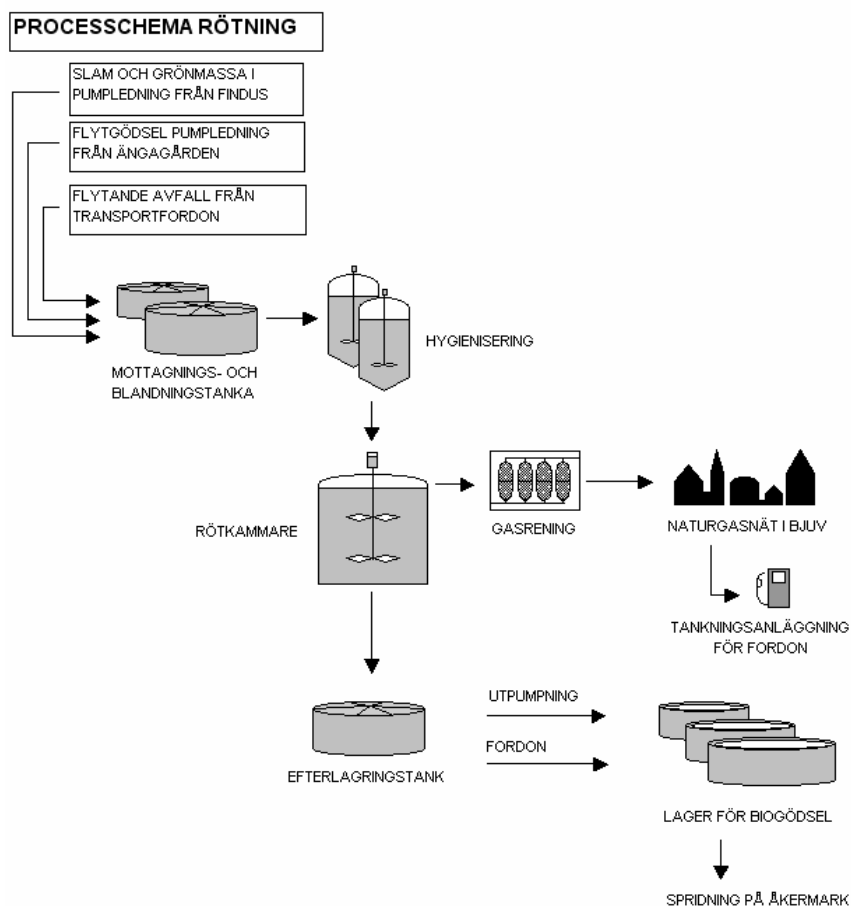 PROCESSCHEMA RÖTNING
SLAM OCH GRÖNMASSA I
PUMPLEDNING FRÅN FINDUS
FLYTGÖDSEL PUMPLEDNING
FRÅN ÄNGAGÅRDEN
FLYTANDE AVFALL FRÅN
TRANSPORTFORDON
MOTTAGNINGS- OCH
BLANDNINGSTANKA
HYGIENISERING
RÖTKAMMARE
GASRENING
NATURGASNÄT I BJUV
TANKNINGSANLÄGGNING
FÖR FORDON
EFTERLAGRINGSTANK
UTPUMPNING
FORDON
LAGER FÖR BIOGÖDSEL
SPRIDNING PÅ ÅKERMARK